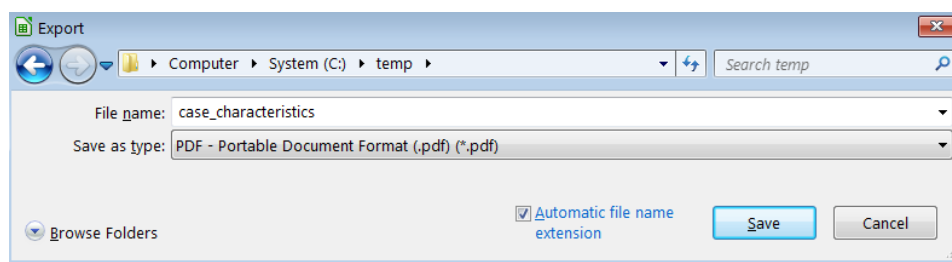 Export
Computer System (C:) temp Search temp
File name: case_characteristics
Save as type: PDF - Portable Document Format (.pdf) (*.pdf)
Browse Folders
Automatic file name
extension
Save
Cancel